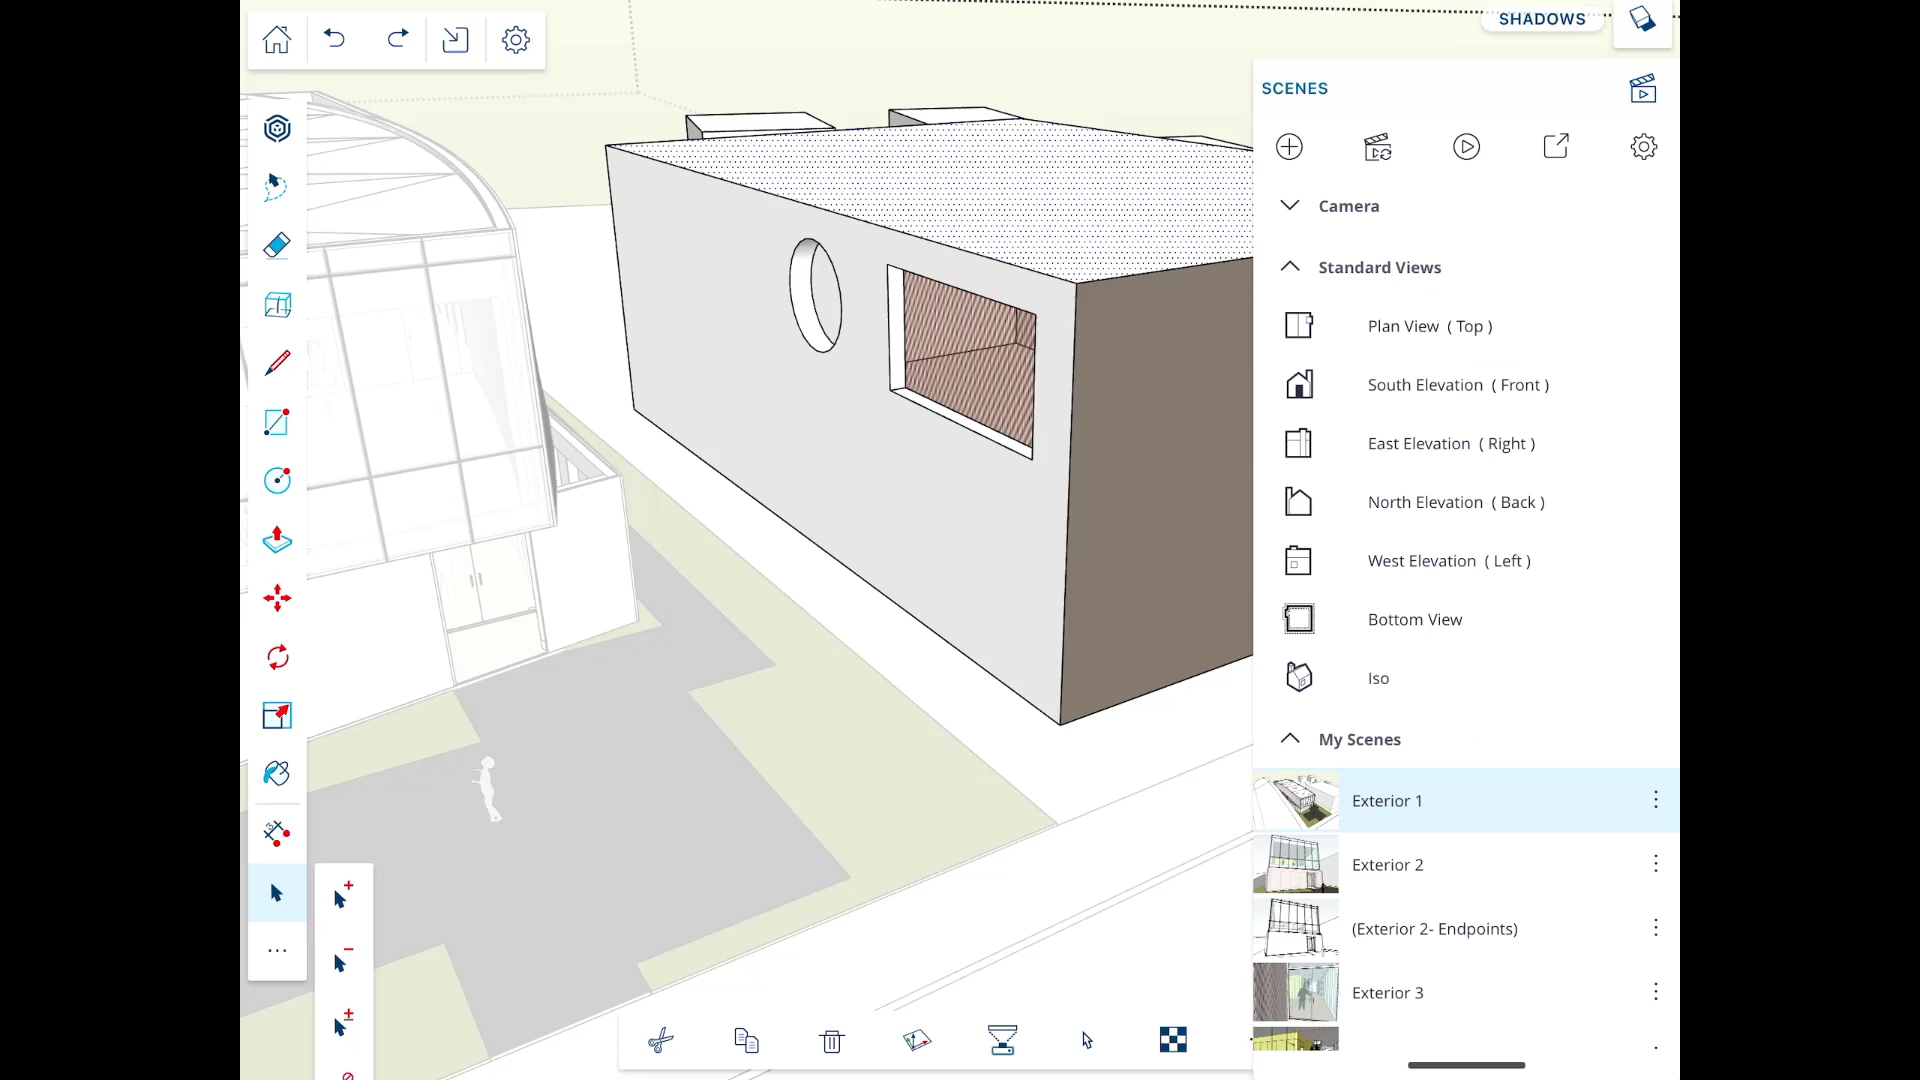 SHADOWS
SCENES
Camera
Standard Views
Plan View ( Top )
South Elevation ( Front )
East Elevation ( Right )
North Elevation ( Back )
West Elevation ( Left )
Bottom View
Iso
My Scenes
Exterior 1
Exterior 2
(Exterior 2- Endpoints)
Exterior 3